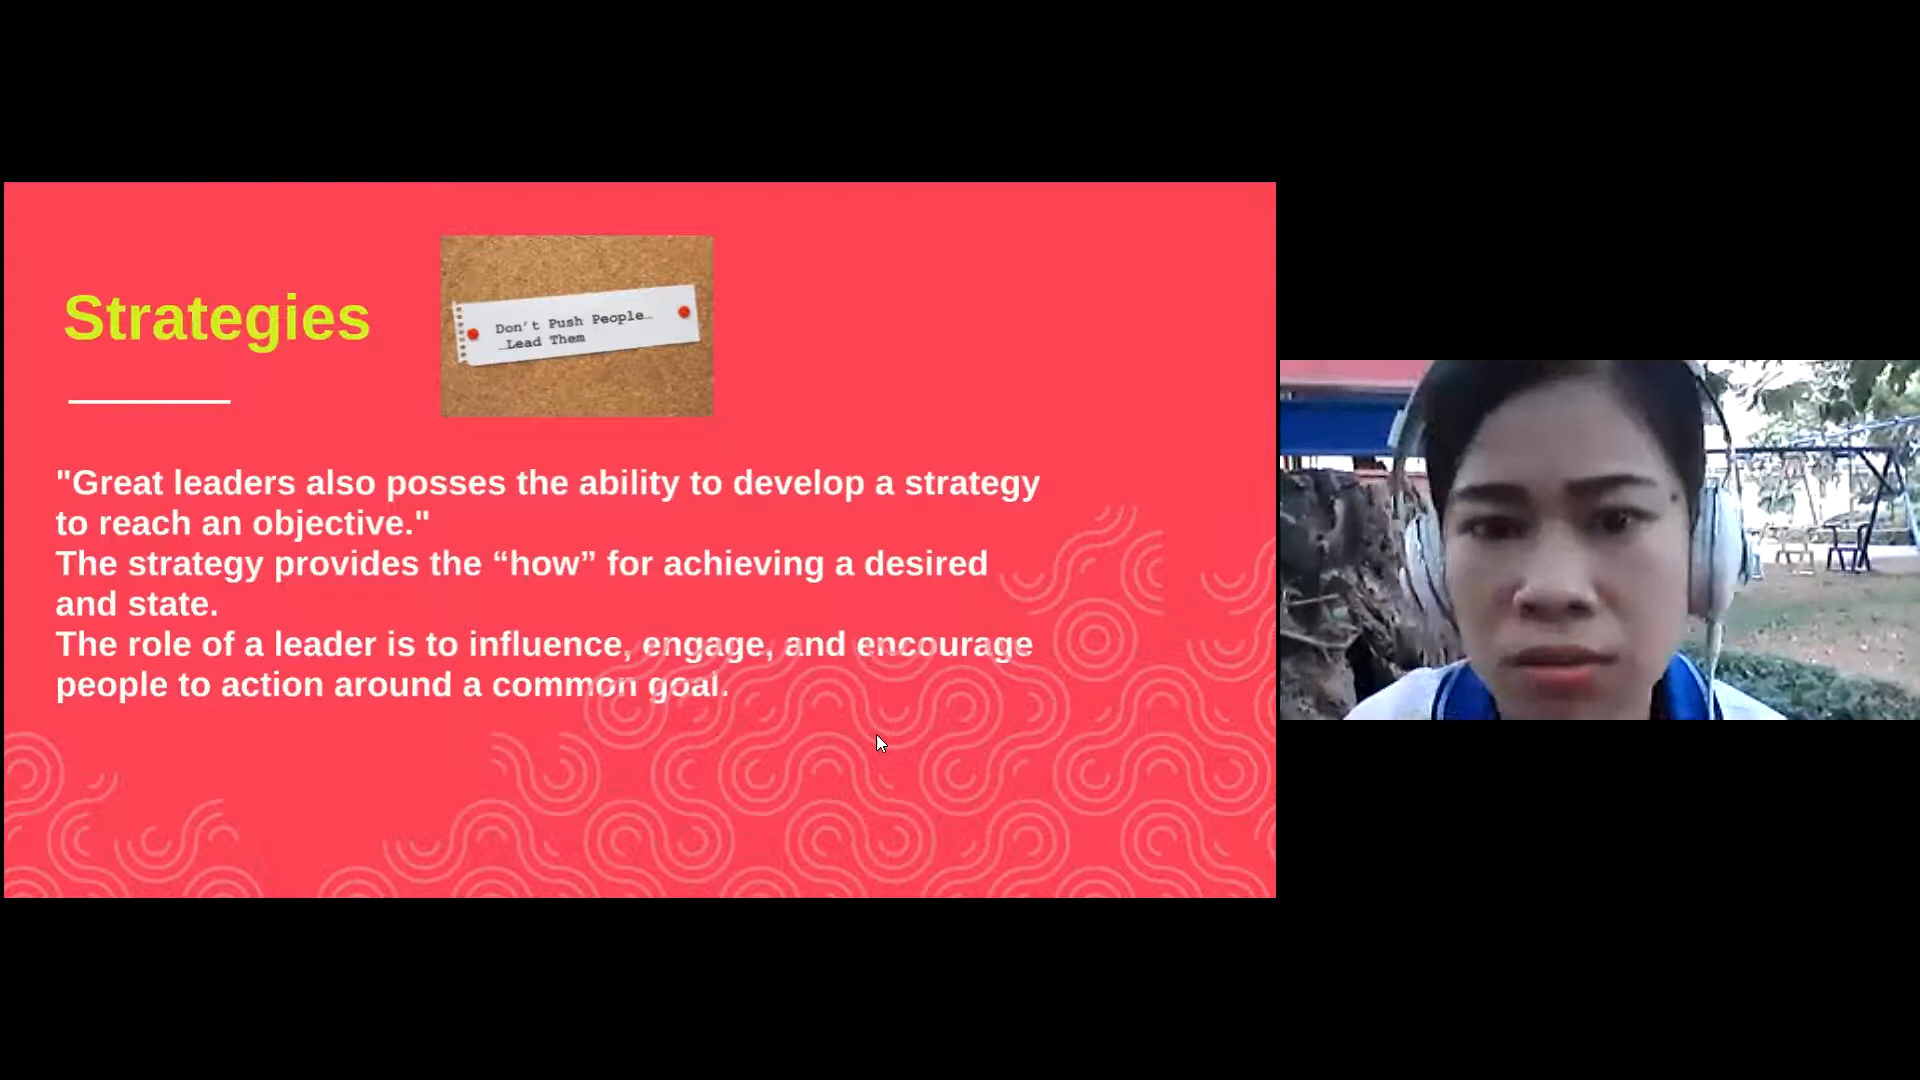 Strategies
Don't Push People…
…Lead Them
"Great leaders also posses the ability to develop a strategy
to reach an objective."
The strategy provides the “how” for achieving a desired
and state.
The role of a leader is to influence, engage, and encourage
people to action around a common goal.